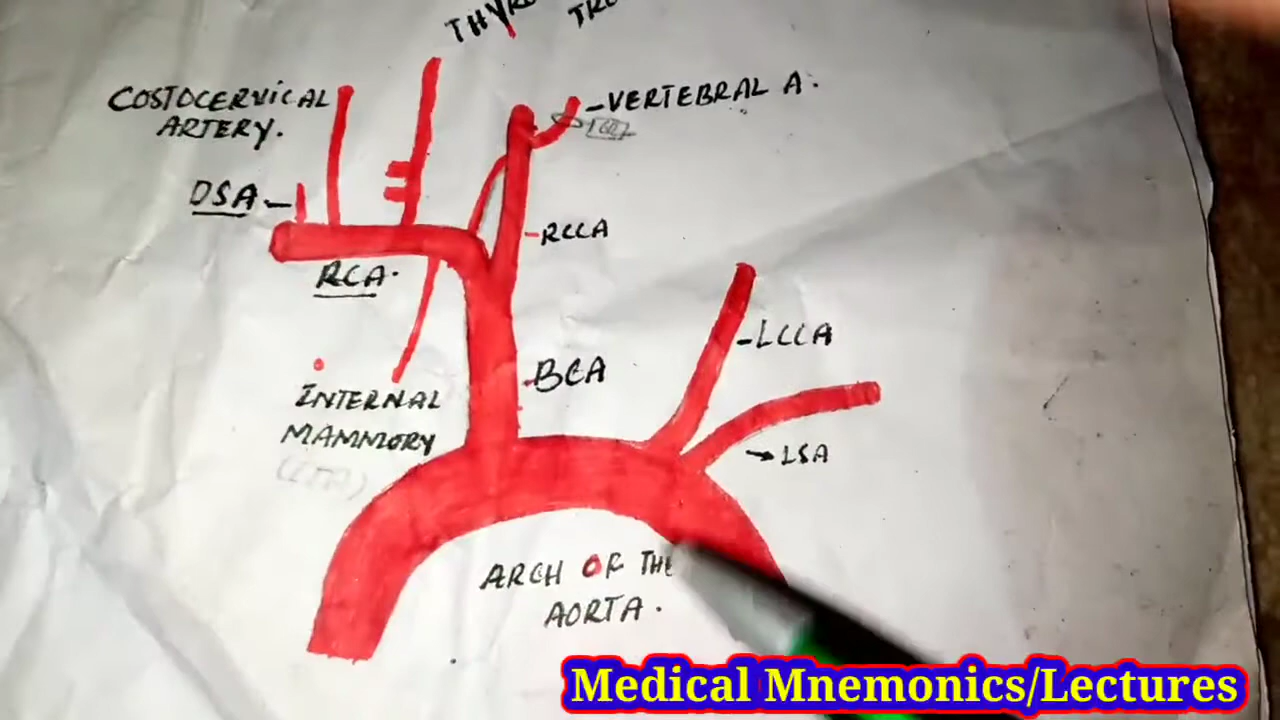 COSTOCERVICAL
ARTERY.
VERTEBRAL A.
DSA
RCCA
RCA.
LCCA
BCA
INTERNAL
MAMMORY
LSA
ARCH OF THE
AORTA.
Medical Mnemonics/Lectures